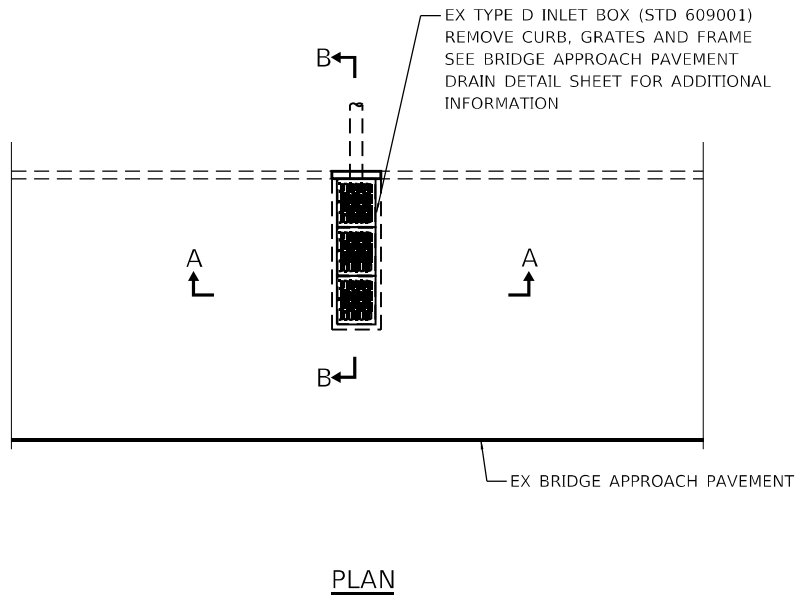 EX TYPE D INLET BOX (STD 609001)
REMOVE CURB, GRATES AND FRAME
SEE BRIDGE APPROACH PAVEMENT
DRAIN DETAIL SHEET FOR ADDITIONAL
INFORMATION
B
A
A
B
EX BRIDGE APPROACH PAVEMENT
PLAN